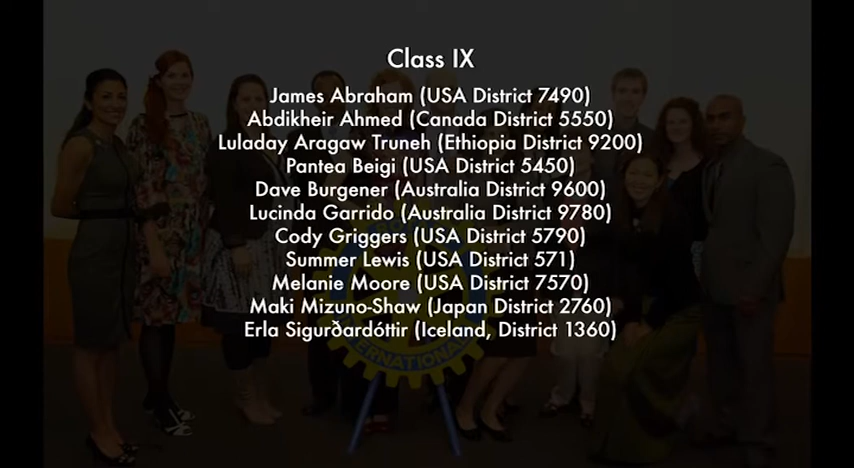 Class IX
James Abraham (USA District 7490)
Abdikheir Ahmed (Canada District 5550)
Luladay Aragaw Truneh (Ethiopia District 9200)
Pantea Beigi (USA District 5450)
Dave Burgener (Australia District 9600)
Lucinda Garrido (Australia District 9780)
Cody Griggers (USA District 5790)
Summer Lewis (USA District 571)
Melanie Moore (USA District 7570)
Maki Mizuno-Shaw (Japan District 2760)
Erla Sigurðardóttir (Iceland, District 1360)
INTERNATIONAL